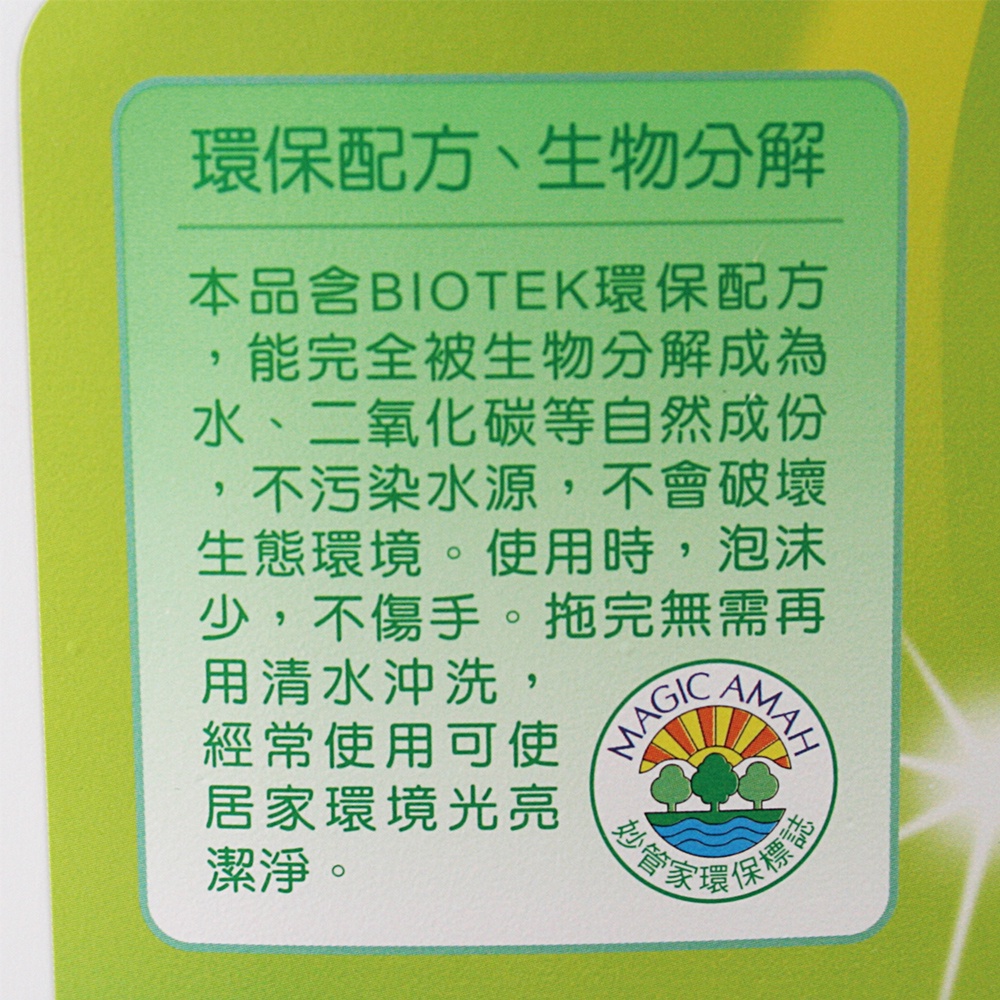 環保配方、生物分解
本品含BIOTEK環保配方
，能完全被生物分解成為
水、二氧化碳等自然成份
，不污染水源，不會破壞
生態環境。使用時，泡沫
少，不傷手。拖完無需再
用清水沖洗，
經常使用可使
居家環境光亮
潔淨。
MAGIC AMAH
妙管家環保標誌